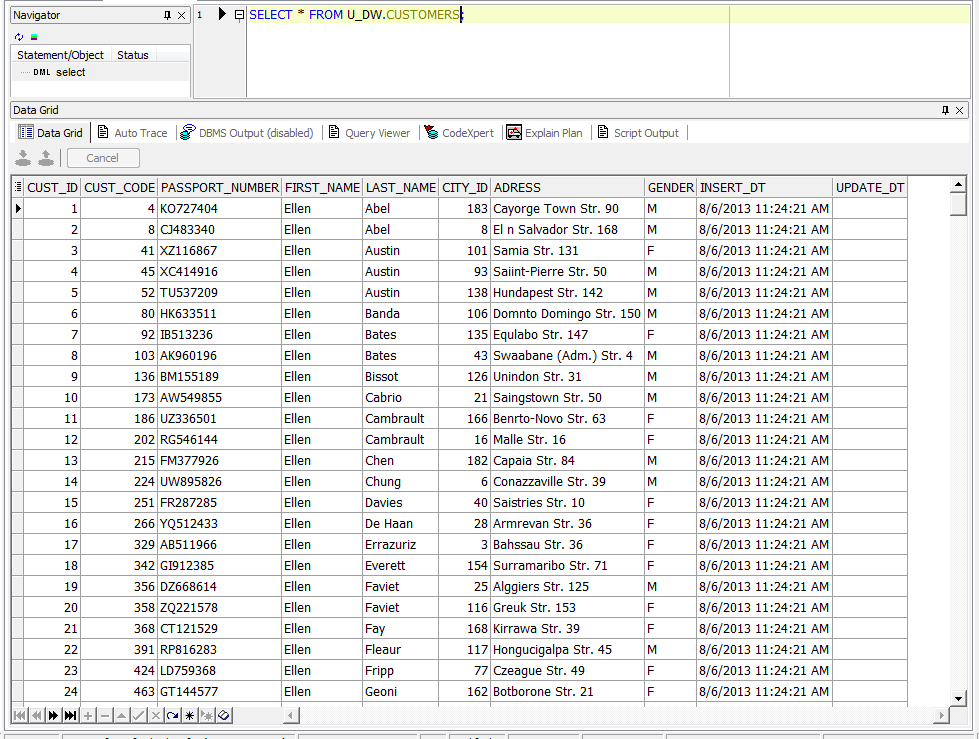 Navigator
1 SELECT * FROM U_DW.CUSTOMERS;
Statement/Object Status
DML select
Data Grid
Data Grid Auto Trace DBMS Output (disabled) Query Viewer CodeXpert Explain Plan Script Output
Cancel
CUST_ID CUST_CODE PASSPORT_NUMBER FIRST_NAME LAST_NAME CITY_ID ADRESS GENDER INSERT_DT UPDATE_DT
1 4 KO727404 Ellen Abel 183 Cayorge Town Str. 90 M 8/6/2013 11:24:21 AM
2 8 CJ483340 Ellen Abel 8 El n Salvador Str. 168 M 8/6/2013 11:24:21 AM
3 41 XZ116867 Ellen Austin 101 Samia Str. 131 F 8/6/2013 11:24:21 AM
4 45 XC414916 Ellen Austin 93 Saiint-Pierre Str. 50 M 8/6/2013 11:24:21 AM
5 52 TU537209 Ellen Austin 138 Hundapest Str. 142 M 8/6/2013 11:24:21 AM
6 80 HK633511 Ellen Banda 106 Domnto Domingo Str. 150 M 8/6/2013 11:24:21 AM
7 92 IB513236 Ellen Bates 135 Equlabo Str. 147 F 8/6/2013 11:24:21 AM
8 103 AK960196 Ellen Bates 43 Swaabane (Adm.) Str. 4 M 8/6/2013 11:24:21 AM
9 136 BM155189 Ellen Bissot 126 Unindon Str. 31 M 8/6/2013 11:24:21 AM
10 173 AW549855 Ellen Cabrio 21 Saingstown Str. 50 M 8/6/2013 11:24:21 AM
11 186 UZ336501 Ellen Cambrault 166 Benrto-Novo Str. 63 F 8/6/2013 11:24:21 AM
12 202 RG546144 Ellen Cambrault 16 Malle Str. 16 F 8/6/2013 11:24:21 AM
13 215 FM377926 Ellen Chen 182 Capaia Str. 84 M 8/6/2013 11:24:21 AM
14 224 UW895826 Ellen Chung 6 Conazzaville Str. 39 M 8/6/2013 11:24:21 AM
15 251 FR287285 Ellen Davies 40 Saistries Str. 10 F 8/6/2013 11:24:21 AM
16 266 YQ512433 Ellen De Haan 28 Armrevan Str. 36 F 8/6/2013 11:24:21 AM
17 329 AB511966 Ellen Errazuriz 3 Bahssau Str. 36 F 8/6/2013 11:24:21 AM
18 342 GI912385 Ellen Everett 154 Surramaribo Str. 71 F 8/6/2013 11:24:21 AM
19 356 DZ668614 Ellen Faviet 25 Alggiers Str. 125 M 8/6/2013 11:24:21 AM
20 358 ZQ221578 Ellen Faviet 116 Greuk Str. 153 F 8/6/2013 11:24:21 AM
21 368 CT121529 Ellen Fay 168 Kirrawa Str. 39 F 8/6/2013 11:24:21 AM
22 391 RP816283 Ellen Fleaur 117 Hongucigalpa Str. 45 M 8/6/2013 11:24:21 AM
23 424 LD759368 Ellen Fripp 77 Czeague Str. 49 F 8/6/2013 11:24:21 AM
24 463 GT144577 Ellen Geoni 162 Botborone Str. 21 F 8/6/2013 11:24:21 AM